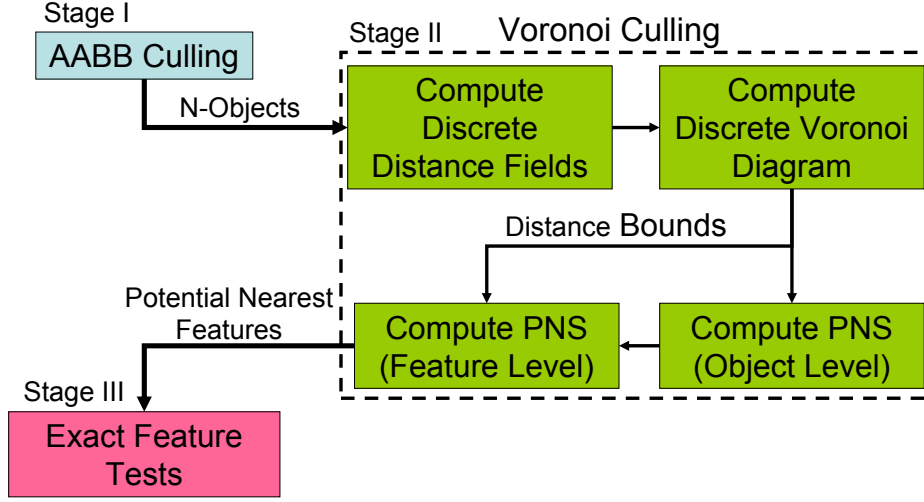 Stage I
AABB Culling
N-Objects
Stage II
Voronoi Culling
Compute
Discrete
Distance Fields
Compute
Discrete Voronoi
Diagram
Distance Bounds
Compute PNS
(Object Level)
Compute PNS
(Feature Level)
Potential Nearest
Features
Stage III
Exact Feature
Tests